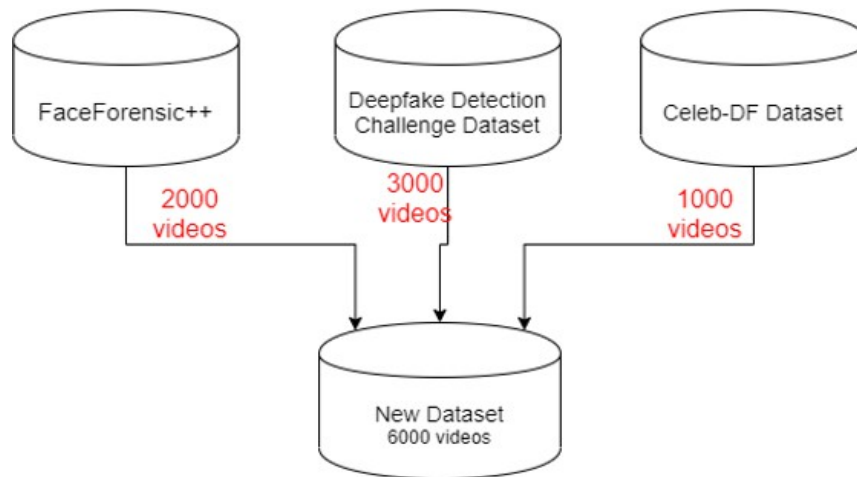 FaceForensic++
Deepfake Detection
Challenge Dataset
Celeb-DF Dataset
2000
videos
3000
videos
1000
videos
New Dataset
6000 videos